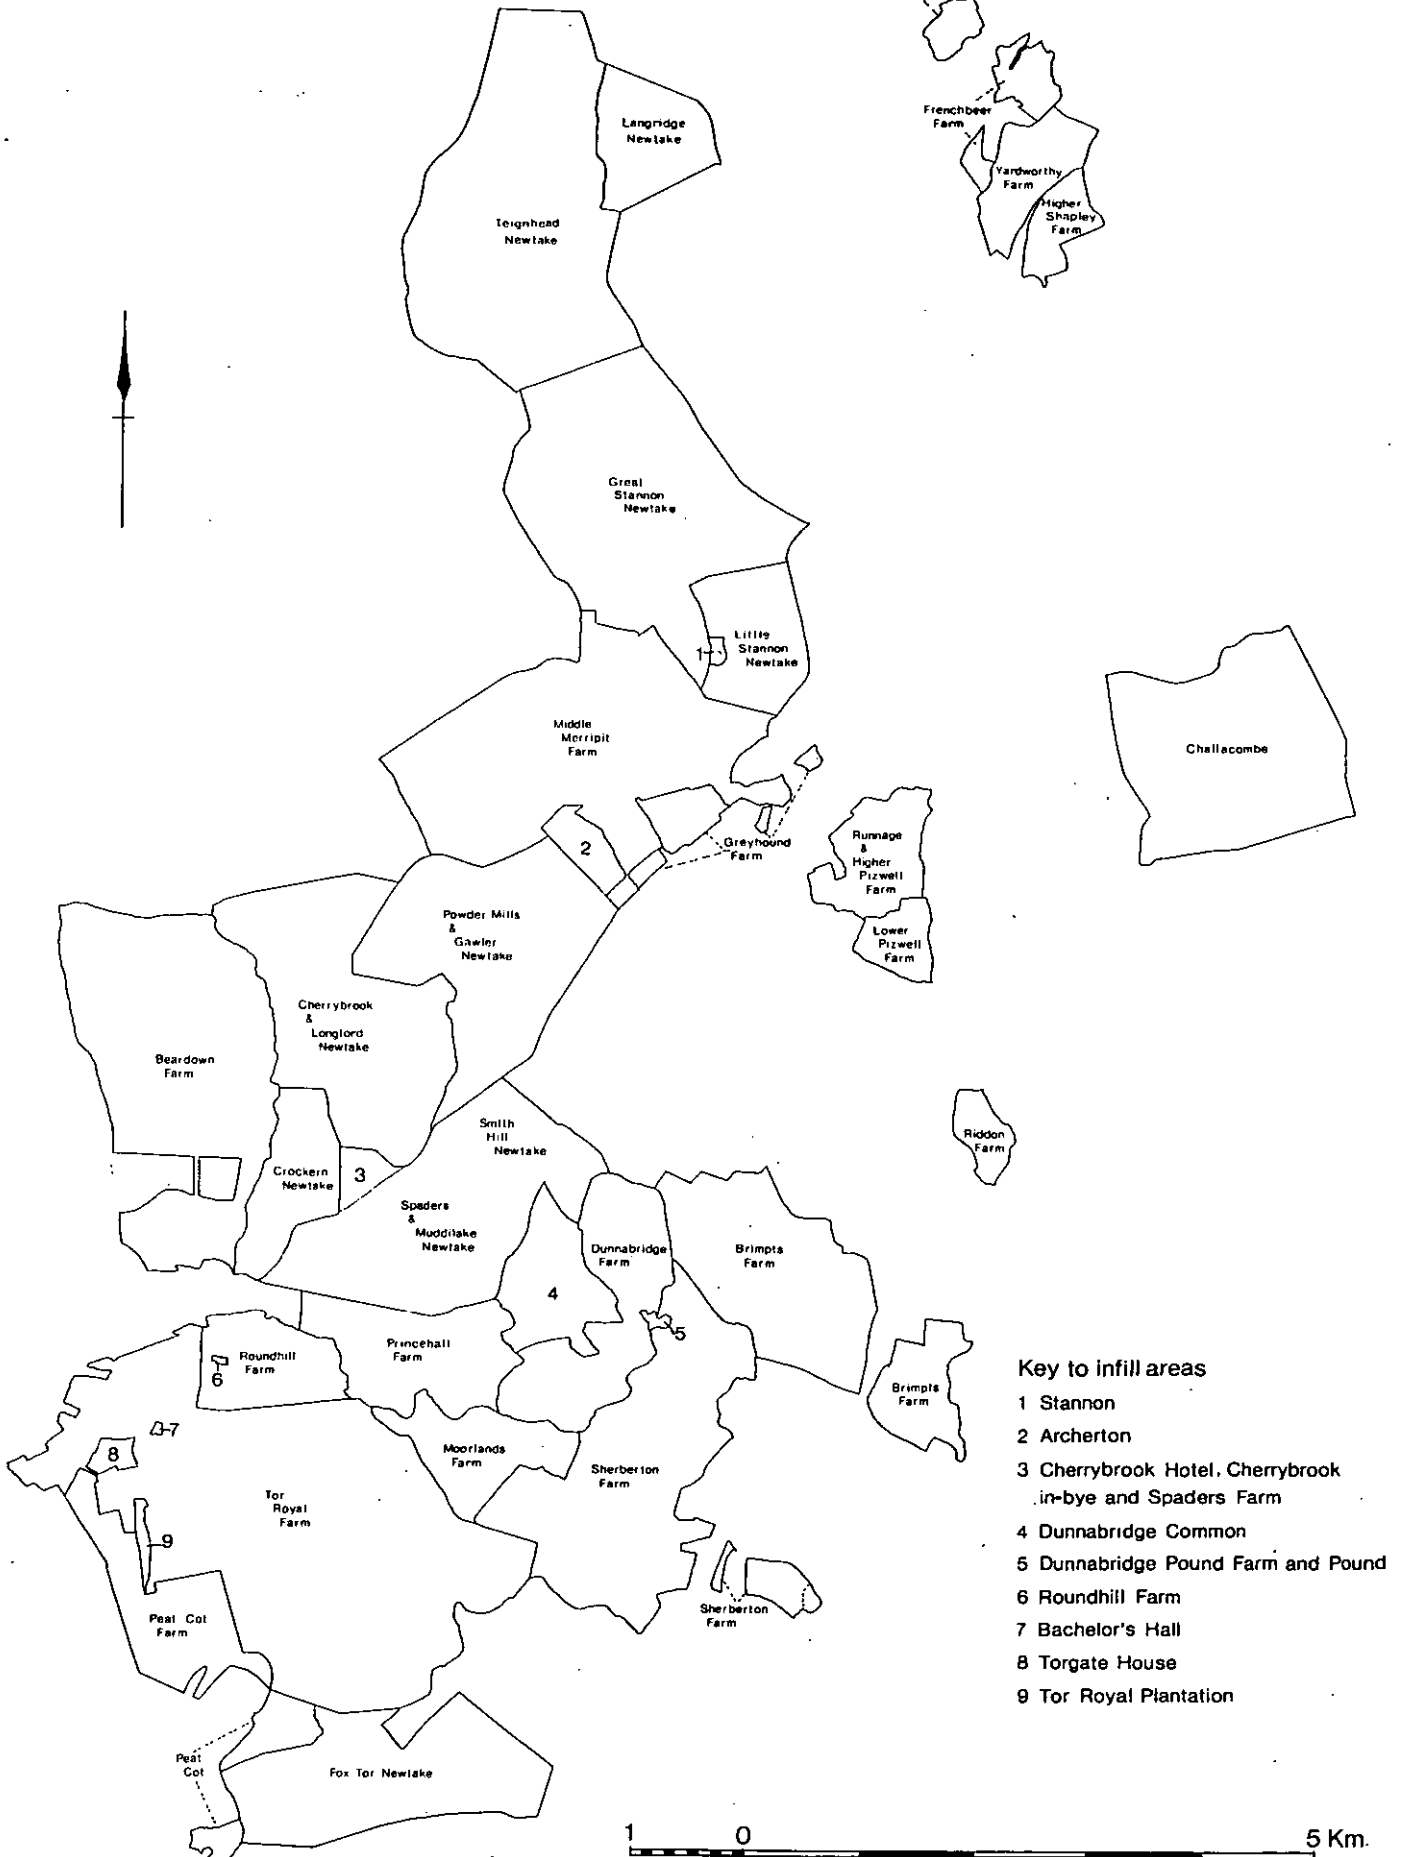 Frenchbeer
Farm
Langridge
Newtake
Yardworthy
Farm
Higher
Shapley
Farm
Teignhead
Newtake
Great
Stannon
Newtake
1
Little
Stannon
Newtake
Middle
Merripit
Farm
Challacombe
2
Greyhound
Farm
Runnage
&
Higher
Pizwell
Farm
Lower
Pizwell
Farm
Powder Mills
&
Gawler
Newtake
Cherrybrook
&
Longford
Newtake
Beardown
Farm
Smith
Hill
Newtake
Riddon
Farm
Crockern
Newtake
3
Spaders
&
Muddilake
Newtake
Dunnabridge
Farm
Brimpts
Farm
4
5
Princehall
Farm
Roundhill
Farm
6
7
8
Brimpts
Farm
Moorlands
Farm
Sherberton
Farm
Tor
Royal
Farm
9
Peat Cot
Farm
Sherberton
Farm
Peat
Cot
Fox Tor Newtake
Key to infill areas
1 Stannon
2 Archerton
3 Cherrybrook Hotel, Cherrybrook
in-bye and Spaders Farm
4 Dunnabridge Common
5 Dunnabridge Pound Farm and Pound
6 Roundhill Farm
7 Bachelor's Hall
8 Torgate House
9 Tor Royal Plantation
1 0 5 Km.